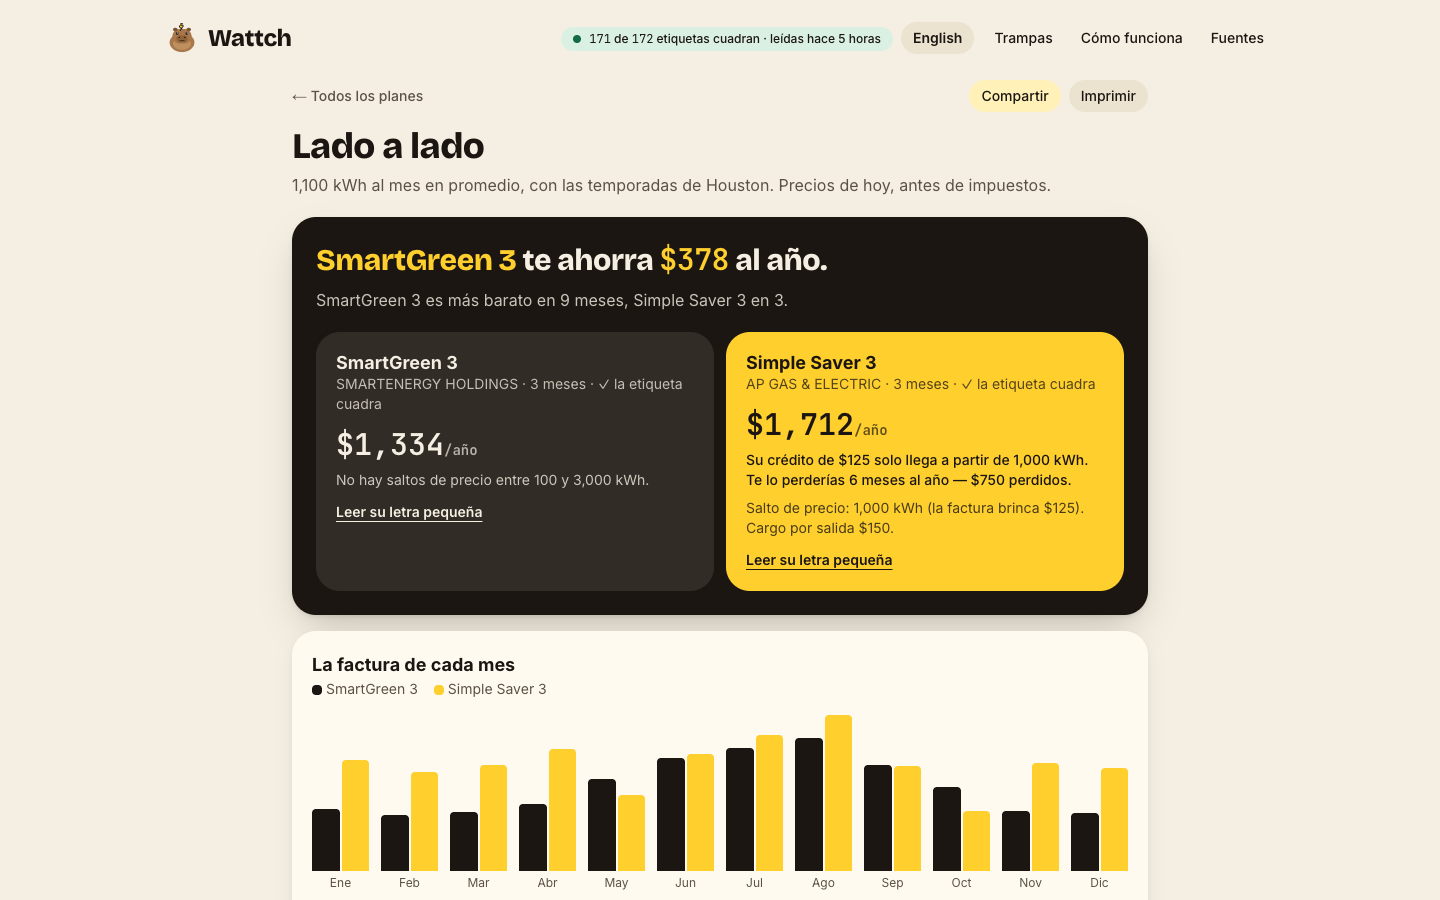 Wattch
171 de 172 etiquetas cuadran · leídas hace 5 horas
English
Trampas
Cómo funciona
Fuentes
← Todos los planes
Compartir
Imprimir
Lado a lado
1,100 kWh al mes en promedio, con las temporadas de Houston. Precios de hoy, antes de impuestos.
SmartGreen 3 te ahorra $378 al año.
SmartGreen 3 es más barato en 9 meses, Simple Saver 3 en 3.
SmartGreen 3
SMARTENERGY HOLDINGS · 3 meses · ✓ la etiqueta
cuadra
$1,334/año
No hay saltos de precio entre 100 y 3,000 kWh.
Leer su letra pequeña
Simple Saver 3
AP GAS & ELECTRIC · 3 meses · ✓ la etiqueta cuadra
$1,712/año
Su crédito de $125 solo llega a partir de 1,000 kWh.
Te lo perderías 6 meses al año — $750 perdidos.
Salto de precio: 1,000 kWh (la factura brinca $125).
Cargo por salida $150.
Leer su letra pequeña
La factura de cada mes
SmartGreen 3
Simple Saver 3
Ene
Feb
Mar
Abr
May
Jun
Jul
Ago
Sep
Oct
Nov
Dic